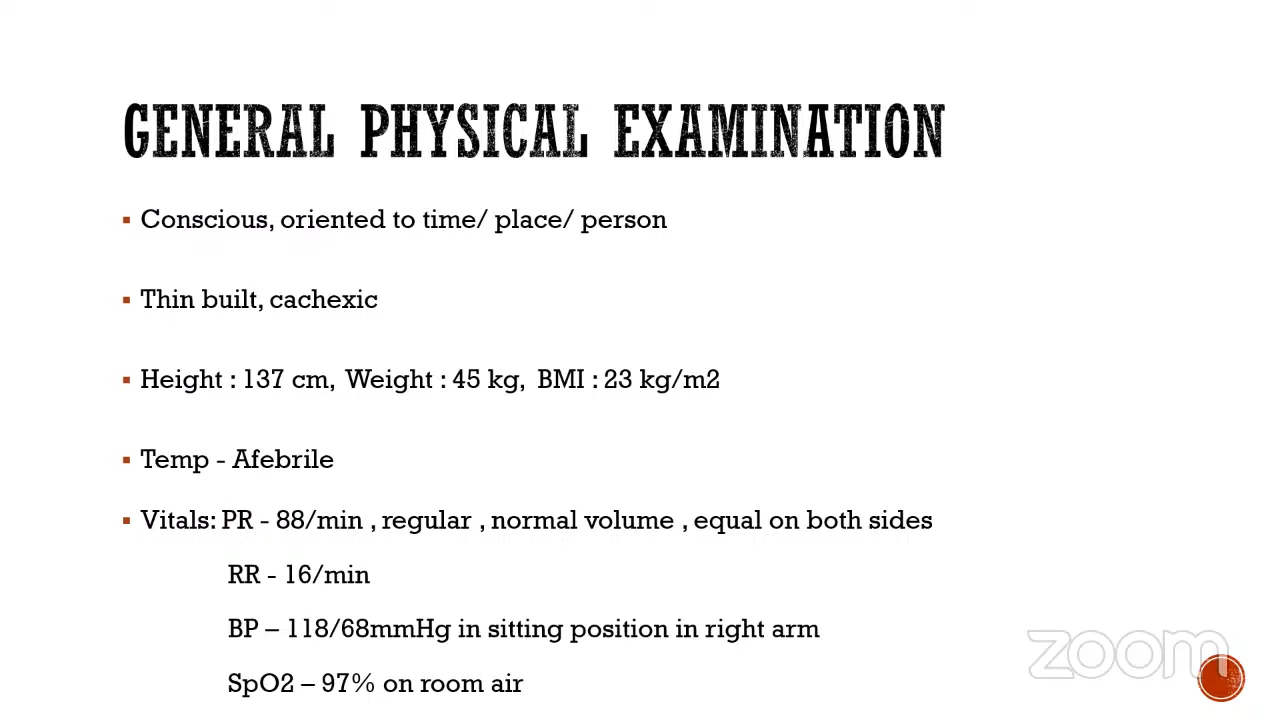 GENERAL PHYSICAL EXAMINATION
Conscious, oriented to time/ place/ person
Thin built, cachexic
Height : 137 cm, Weight : 45 kg, BMI : 23 kg/m2
Temp - Afebrile
Vitals: PR - 88/min , regular , normal volume , equal on both sides
RR - 16/min
BP – 118/68mmHg in sitting position in right arm
SpO2 – 97% on room air
zoom